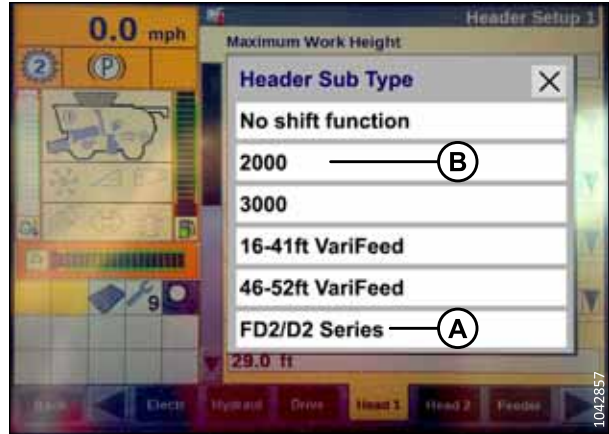 0.0 mph
Header Setup 1
Maximum Work Height
2
P
Header Sub Type
No shift function
2000
B
3000
16-41ft VariFeed
46-52ft VariFeed
9
FD2/D2 Series
A
29.0 ft
Back
Electr
Hydraul
Drive
Head 1
Head 2
Feeder
1042857